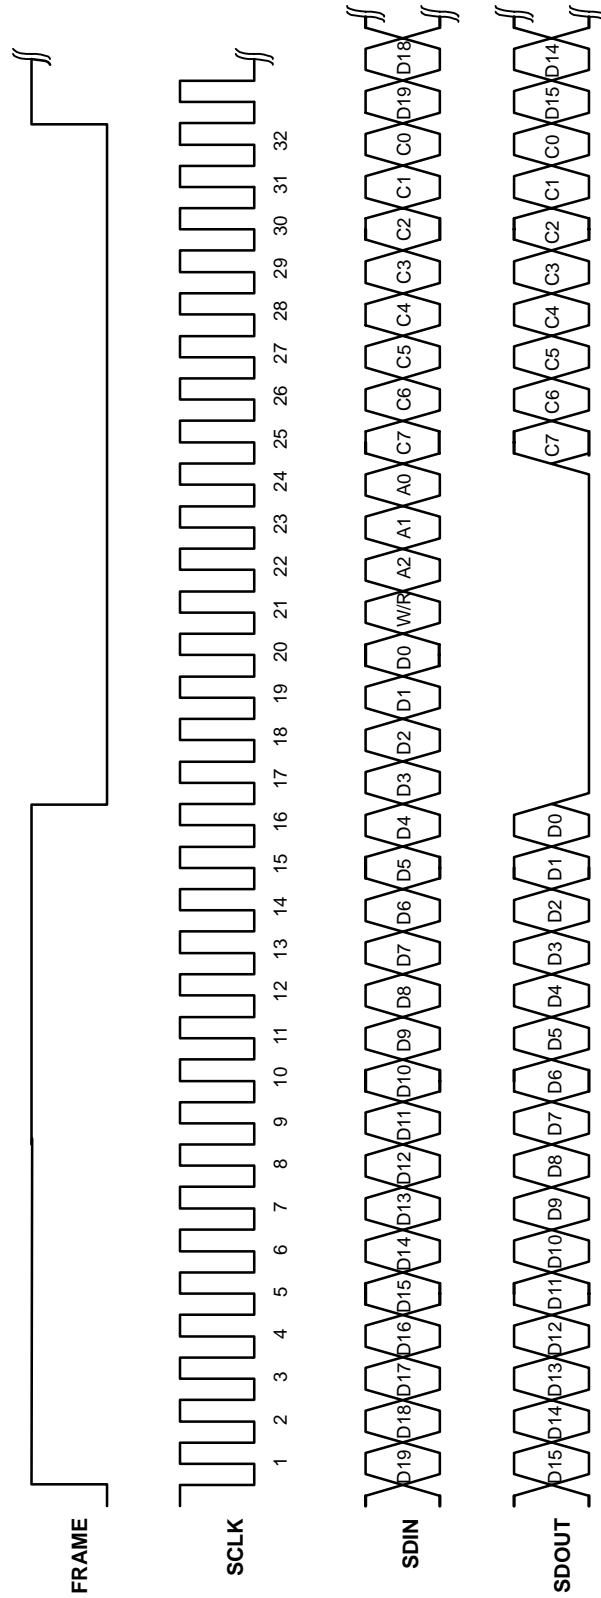 FRAME
SCLK
1 2 3 4 5 6 7 8 9 10 11 12 13 14 15 16 17 18 19 20 21 22 23 24 25 26 27 28 29 30 31 32
SDIN
D19 D18 D17 D16 D15 D14 D13 D12 D11 D10 D9 D8 D7 D6 D5 D4 D3 D2 D1 D0 W/R A2 A1 A0 C7 C6 C5 C4 C3 C2 C1 C0 D19 D18
SDOUT
D15 D14 D13 D12 D11 D10 D9 D8 D7 D6 D5 D4 D3 D2 D1 D0 C7 C6 C5 C4 C3 C2 C1 C0 D15 D14